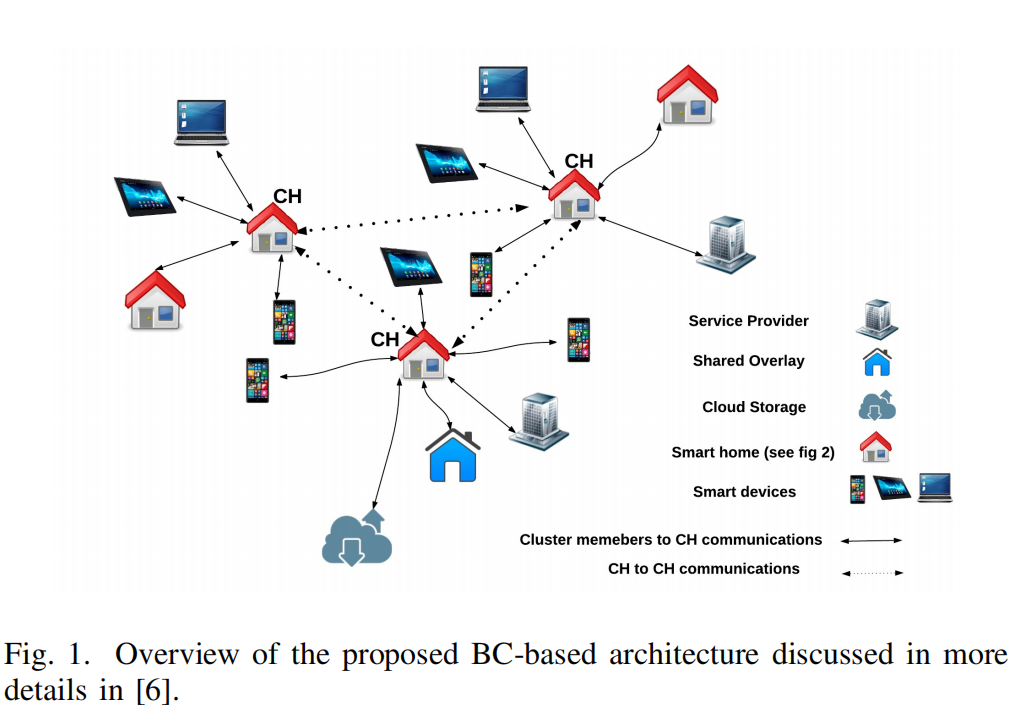 CH
CH
CH
Service Provider
Shared Overlay
Cloud Storage
Smart home (see fig 2)
Smart devices
Cluster memebers to CH communications
CH to CH communications
Fig. 1. Overview of the proposed BC-based architecture discussed in more
details in [6].